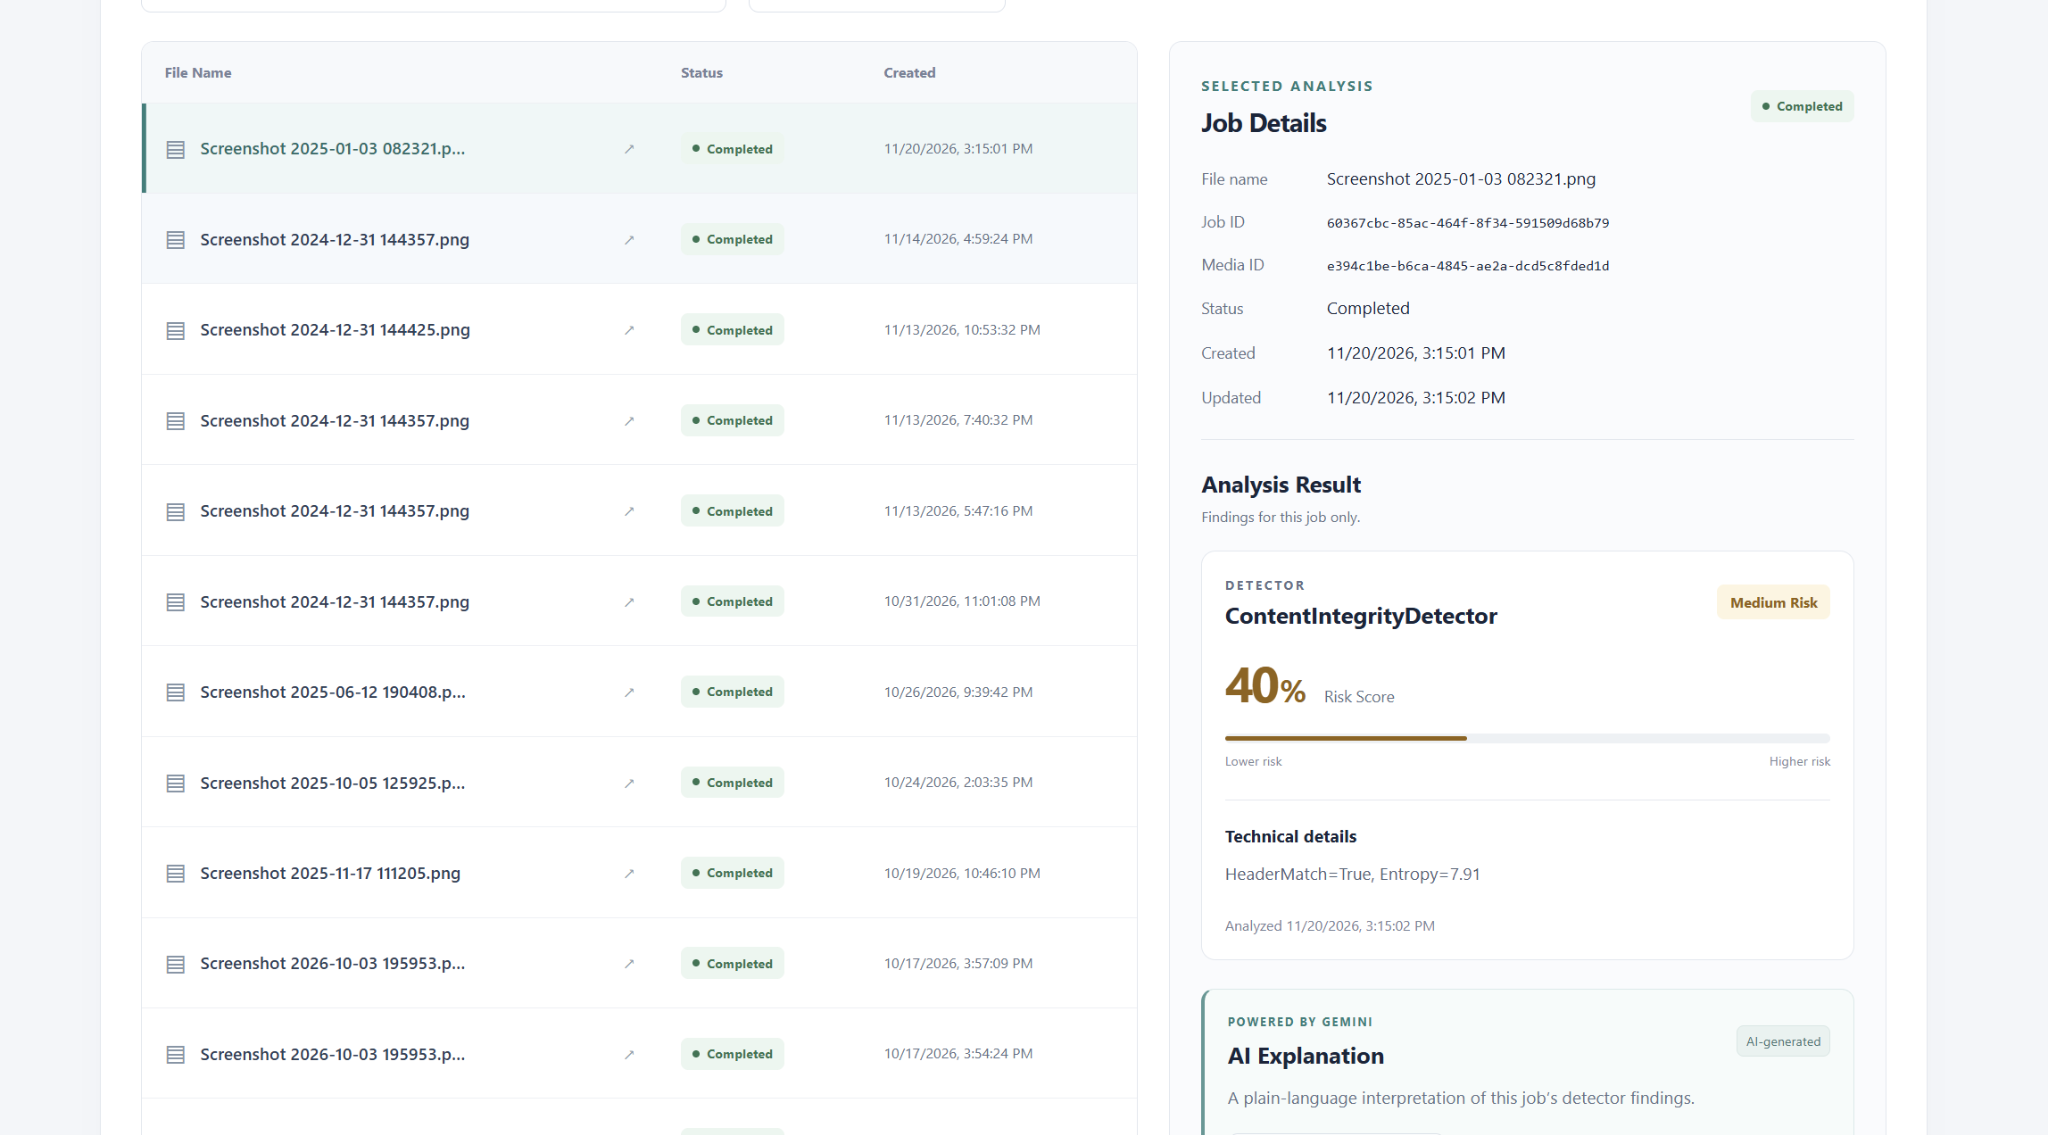 File Name Status Created
Screenshot 2025-01-03 082321.p... ↗ Completed 11/20/2026, 3:15:01 PM
Screenshot 2024-12-31 144357.png ↗ Completed 11/14/2026, 4:59:24 PM
Screenshot 2024-12-31 144425.png ↗ Completed 11/13/2026, 10:53:32 PM
Screenshot 2024-12-31 144357.png ↗ Completed 11/13/2026, 7:40:32 PM
Screenshot 2024-12-31 144357.png ↗ Completed 11/13/2026, 5:47:16 PM
Screenshot 2024-12-31 144357.png ↗ Completed 10/31/2026, 11:01:08 PM
Screenshot 2025-06-12 190408.p... ↗ Completed 10/26/2026, 9:39:42 PM
Screenshot 2025-10-05 125925.p... ↗ Completed 10/24/2026, 2:03:35 PM
Screenshot 2025-11-17 111205.png ↗ Completed 10/19/2026, 10:46:10 PM
Screenshot 2026-10-03 195953.p... ↗ Completed 10/17/2026, 3:57:09 PM
Screenshot 2026-10-03 195953.p... ↗ Completed 10/17/2026, 3:54:24 PM
SELECTED ANALYSIS
Job Details
Completed
File name Screenshot 2025-01-03 082321.png
Job ID 60367cbc-85ac-464f-8f34-591509d68b79
Media ID e394c1be-b6ca-4845-ae2a-dcd5c8fded1d
Status Completed
Created 11/20/2026, 3:15:01 PM
Updated 11/20/2026, 3:15:02 PM
Analysis Result
Findings for this job only.
DETECTOR
ContentIntegrityDetector
Medium Risk
40% Risk Score
Lower risk Higher risk
Technical details
HeaderMatch=True, Entropy=7.91
Analyzed 11/20/2026, 3:15:02 PM
POWERED BY GEMINI
AI Explanation
AI-generated
A plain-language interpretation of this job's detector findings.